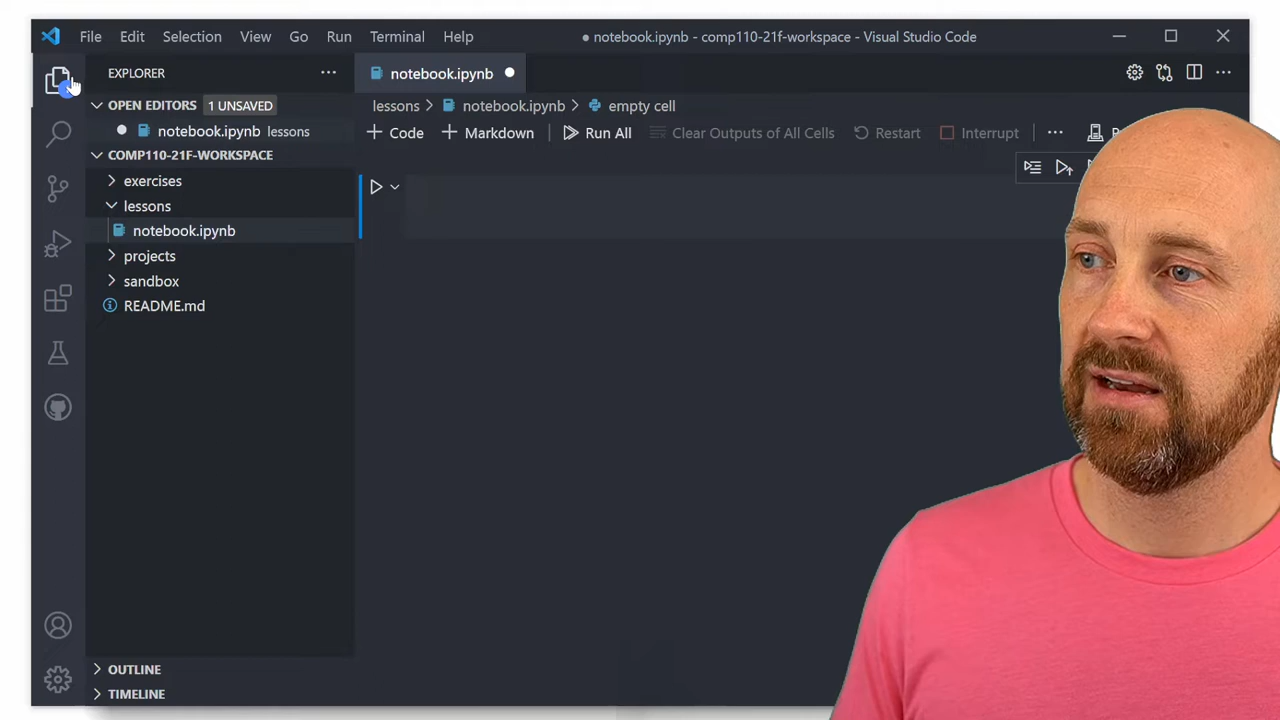 File Edit Selection View Go Run Terminal Help ● notebook.ipynb - comp110-21f-workspace - Visual Studio Code
EXPLORER
notebook.ipynb
OPEN EDITORS 1 UNSAVED
notebook.ipynb lessons
lessons > notebook.ipynb > empty cell
+ Code + Markdown Run All Clear Outputs of All Cells Restart Interrupt
COMP110-21F-WORKSPACE
exercises
lessons
notebook.ipynb
projects
sandbox
README.md
OUTLINE
TIMELINE